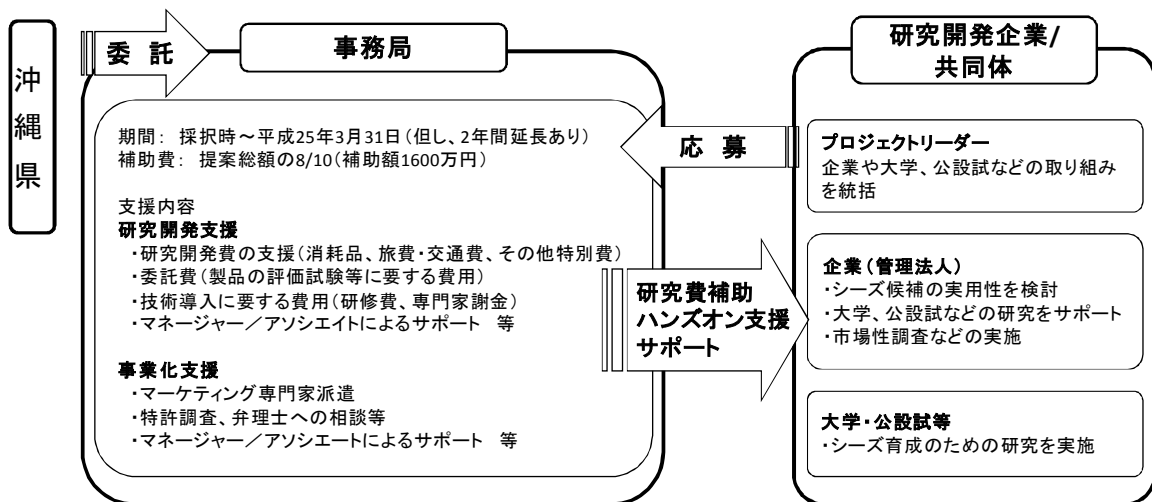 沖縄県
委 託
事務局
期間： 採択時～平成25年3月31日（但し、2年間延長あり）
補助費： 提案総額の8/10（補助額1600万円）
支援内容
研究開発支援
・研究開発費の支援（消耗品、旅費・交通費、その他特別費）
・委託費（製品の評価試験等に要する費用）
・技術導入に要する費用（研修費、専門家謝金）
・マネージャー／アソシエイトによるサポート 等
事業化支援
・マーケティング専門家派遣
・特許調査、弁理士への相談等
・マネージャー／アソシエートによるサポート 等
応 募
研究費補助
ハンズオン支援
サポート
研究開発企業/
共同体
プロジェクトリーダー
企業や大学、公設試などの取り組み
を統括
企業（管理法人）
・シーズ候補の実用性を検討
・大学、公設試などの研究をサポート
・市場性調査などの実施
大学・公設試等
・シーズ育成のための研究を実施